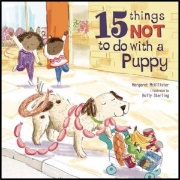 15 things
NOT
to do with a
Puppy
Margaret McAllister
Illustrated by
Holly Sterling